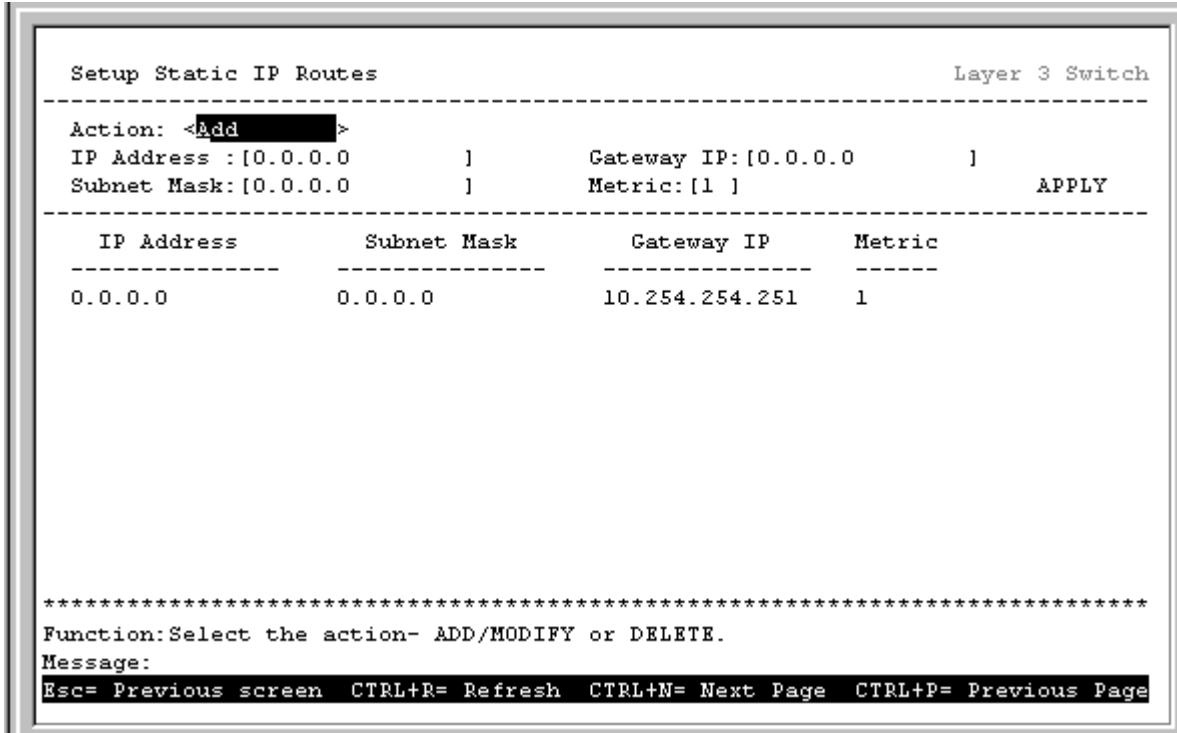 Setup Static IP Routes Layer 3 Switch
--------------------------------------------------------------------------------
Action: <Add >
IP Address :[0.0.0.0 ] Gateway IP:[0.0.0.0 ]
Subnet Mask:[0.0.0.0 ] Metric:[1 ] APPLY
--------------------------------------------------------------------------------
IP Address Subnet Mask Gateway IP Metric
--------------- --------------- --------------- ------
0.0.0.0 0.0.0.0 10.254.254.251 1
********************************************************************************
Function:Select the action- ADD/MODIFY or DELETE.
Message:
Esc= Previous screen CTRL+R= Refresh CTRL+N= Next Page CTRL+P= Previous Page